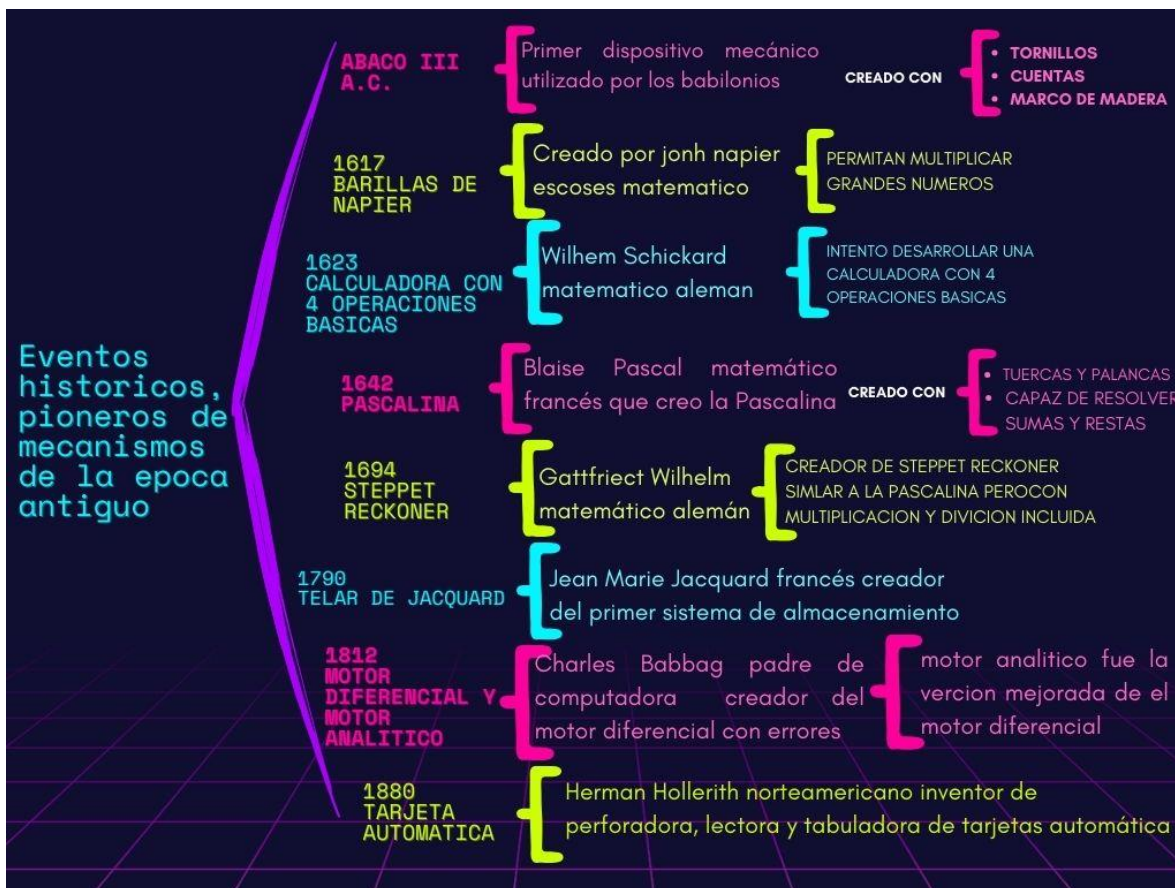 Eventos
historicos,
pioneros de
mecanismos
de la epoca
antiguo
ABACO III
A.C.
Primer dispositivo mecánico
utilizado por los babilonios
CREADO CON
• TORNILLOS
• CUENTAS
• MARCO DE MADERA
1617
BARILLAS DE
NAPIER
Creado por jonh napier
escoses matematico
PERMITAN MULTIPLICAR
GRANDES NUMEROS
1623
CALCULADORA CON
4 OPERACIONES
BASICAS
Wilhem Schickard
matematico aleman
INTENTO DESARROLLAR UNA
CALCULADORA CON 4
OPERACIONES BASICAS
1642
PASCALINA
Blaise Pascal matemático
francés que creo la Pascalina
CREADO CON
• TUERCAS Y PALANCAS
• CAPAZ DE RESOLVER
SUMAS Y RESTAS
1694
STEPPET
RECKONER
Gattfriect Wilhelm
matemático alemán
CREADOR DE STEPPET RECKONER
SIMLAR A LA PASCALINA PEROCON
MULTIPLICACION Y DIVICION INCLUIDA
1790
TELAR DE JACQUARD
Jean Marie Jacquard francés creador
del primer sistema de almacenamiento
1812
MOTOR
DIFERENCIAL Y
MOTOR
ANALITICO
Charles Babbag padre de
computadora creador del
motor diferencial con errores
motor analitico fue la
vercion mejorada de el
motor diferencial
1880
TARJETA
AUTOMATICA
Herman Hollerith norteamericano inventor de
perforadora, lectora y tabuladora de tarjetas automática